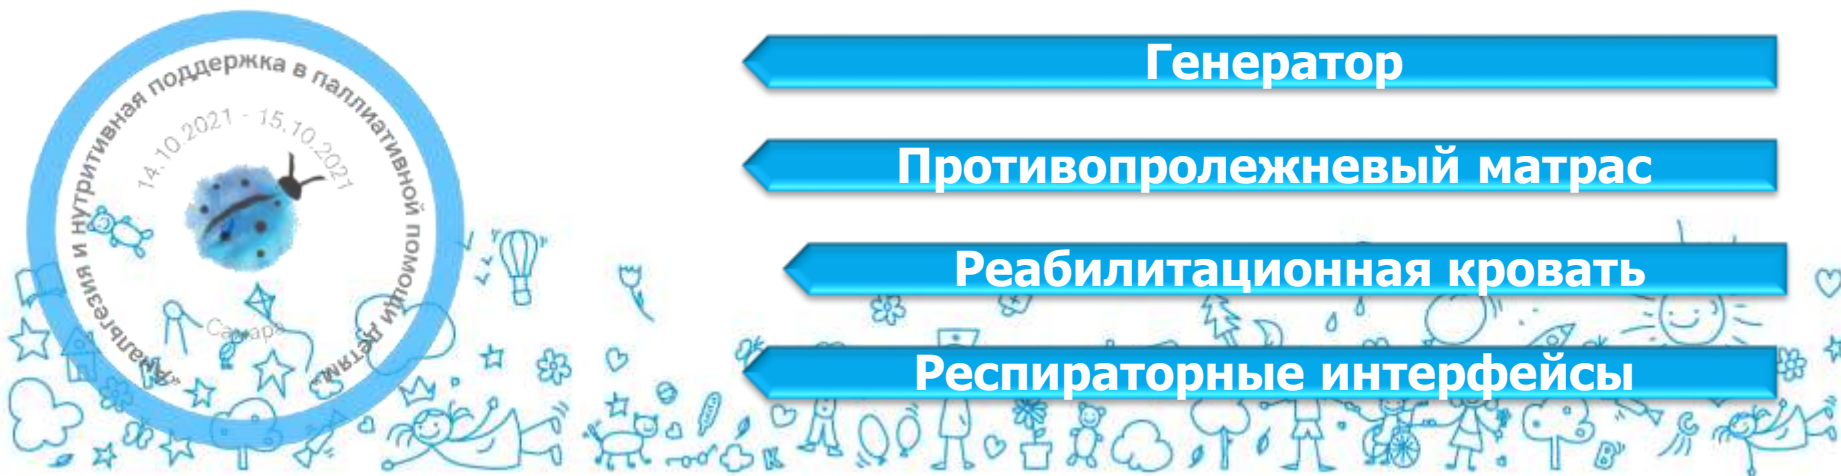 „Анальгезия и нутритивная поддержка в паллиативной помощи детям“
14.10.2021 - 15.10.2021
Самара
Генератор
Противопролежневый матрас
Реабилитационная кровать
Респираторные интерфейсы